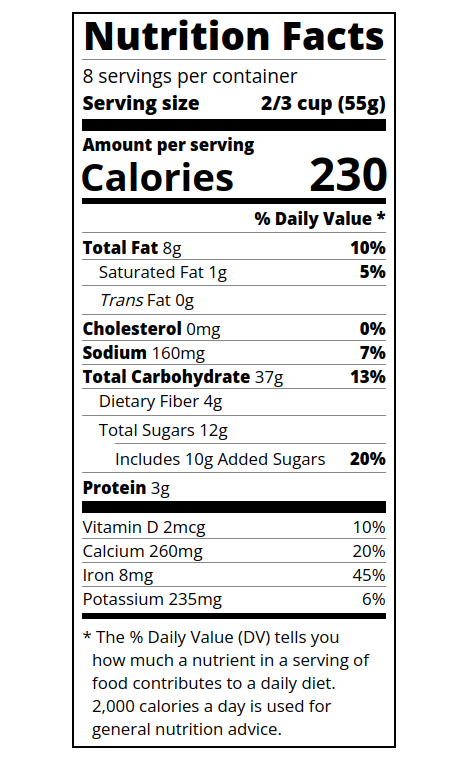 Nutrition Facts
8 servings per container
Serving size 2/3 cup (55g)
Amount per serving
Calories 230
% Daily Value *
Total Fat 8g 10%
Saturated Fat 1g 5%
Trans Fat 0g
Cholesterol 0mg 0%
Sodium 160mg 7%
Total Carbohydrate 37g 13%
Dietary Fiber 4g
Total Sugars 12g
Includes 10g Added Sugars 20%
Protein 3g
Vitamin D 2mcg 10%
Calcium 260mg 20%
Iron 8mg 45%
Potassium 235mg 6%
* The % Daily Value (DV) tells you
how much a nutrient in a serving of
food contributes to a daily diet.
2,000 calories a day is used for
general nutrition advice.